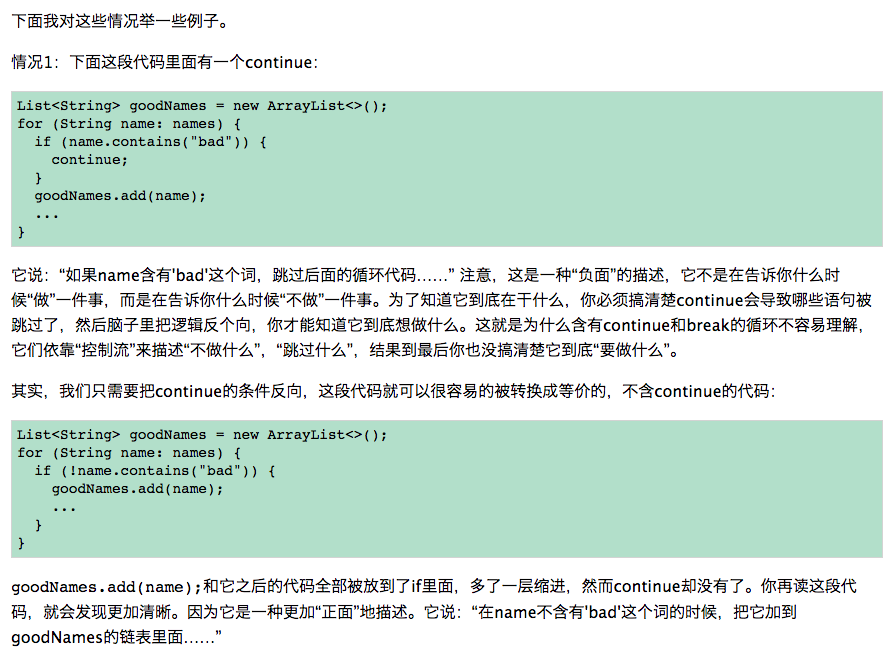 下面我对这些情况举一些例子。
情况1：下面这段代码里面有一个continue：
List<String> goodNames = new ArrayList<>();
for (String name: names) {
  if (name.contains("bad")) {
    continue;
  }
  goodNames.add(name);
  ...
}
它说：“如果name含有'bad'这个词，跳过后面的循环代码……” 注意，这是一种“负面”的描述，它不是在告诉你什么时
候“做”一件事，而是在告诉你什么时候“不做”一件事。为了知道它到底在干什么，你必须搞清楚continue会导致哪些语句被
跳过了，然后脑子里把逻辑反个向，你才能知道它到底想做什么。这就是为什么含有continue和break的循环不容易理解，
它们依靠“控制流”来描述“不做什么”，“跳过什么”，结果到最后你也没搞清楚它到底“要做什么”。
其实，我们只需要把continue的条件反向，这段代码就可以很容易的被转换成等价的，不含continue的代码：
List<String> goodNames = new ArrayList<>();
for (String name: names) {
  if (!name.contains("bad")) {
    goodNames.add(name);
    ...
  }
}
goodNames.add(name);和它之后的代码全部被放到了if里面，多了一层缩进，然而continue却没有了。你再读这段代
码，就会发现更加清晰。因为它是一种更加“正面”地描述。它说：“在name不含有'bad'这个词的时候，把它加到
goodNames的链表里面……”